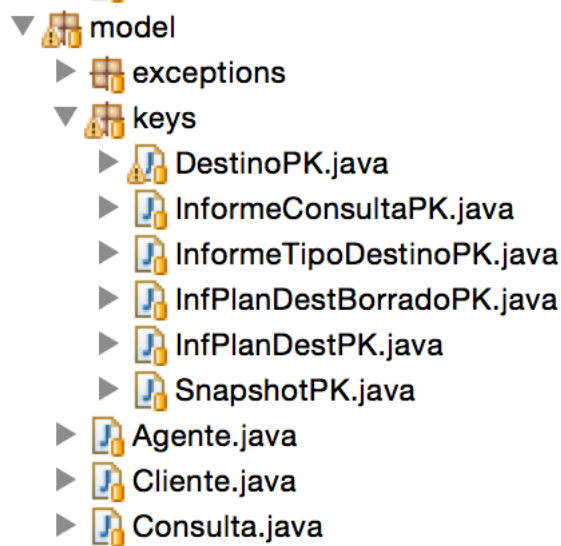 model
exceptions
keys
DestinoPK.java
InformeConsultaPK.java
InformeTipoDestinoPK.java
InfPlanDestBorradoPK.java
InfPlanDestPK.java
SnapshotPK.java
Agente.java
Cliente.java
Consulta.java